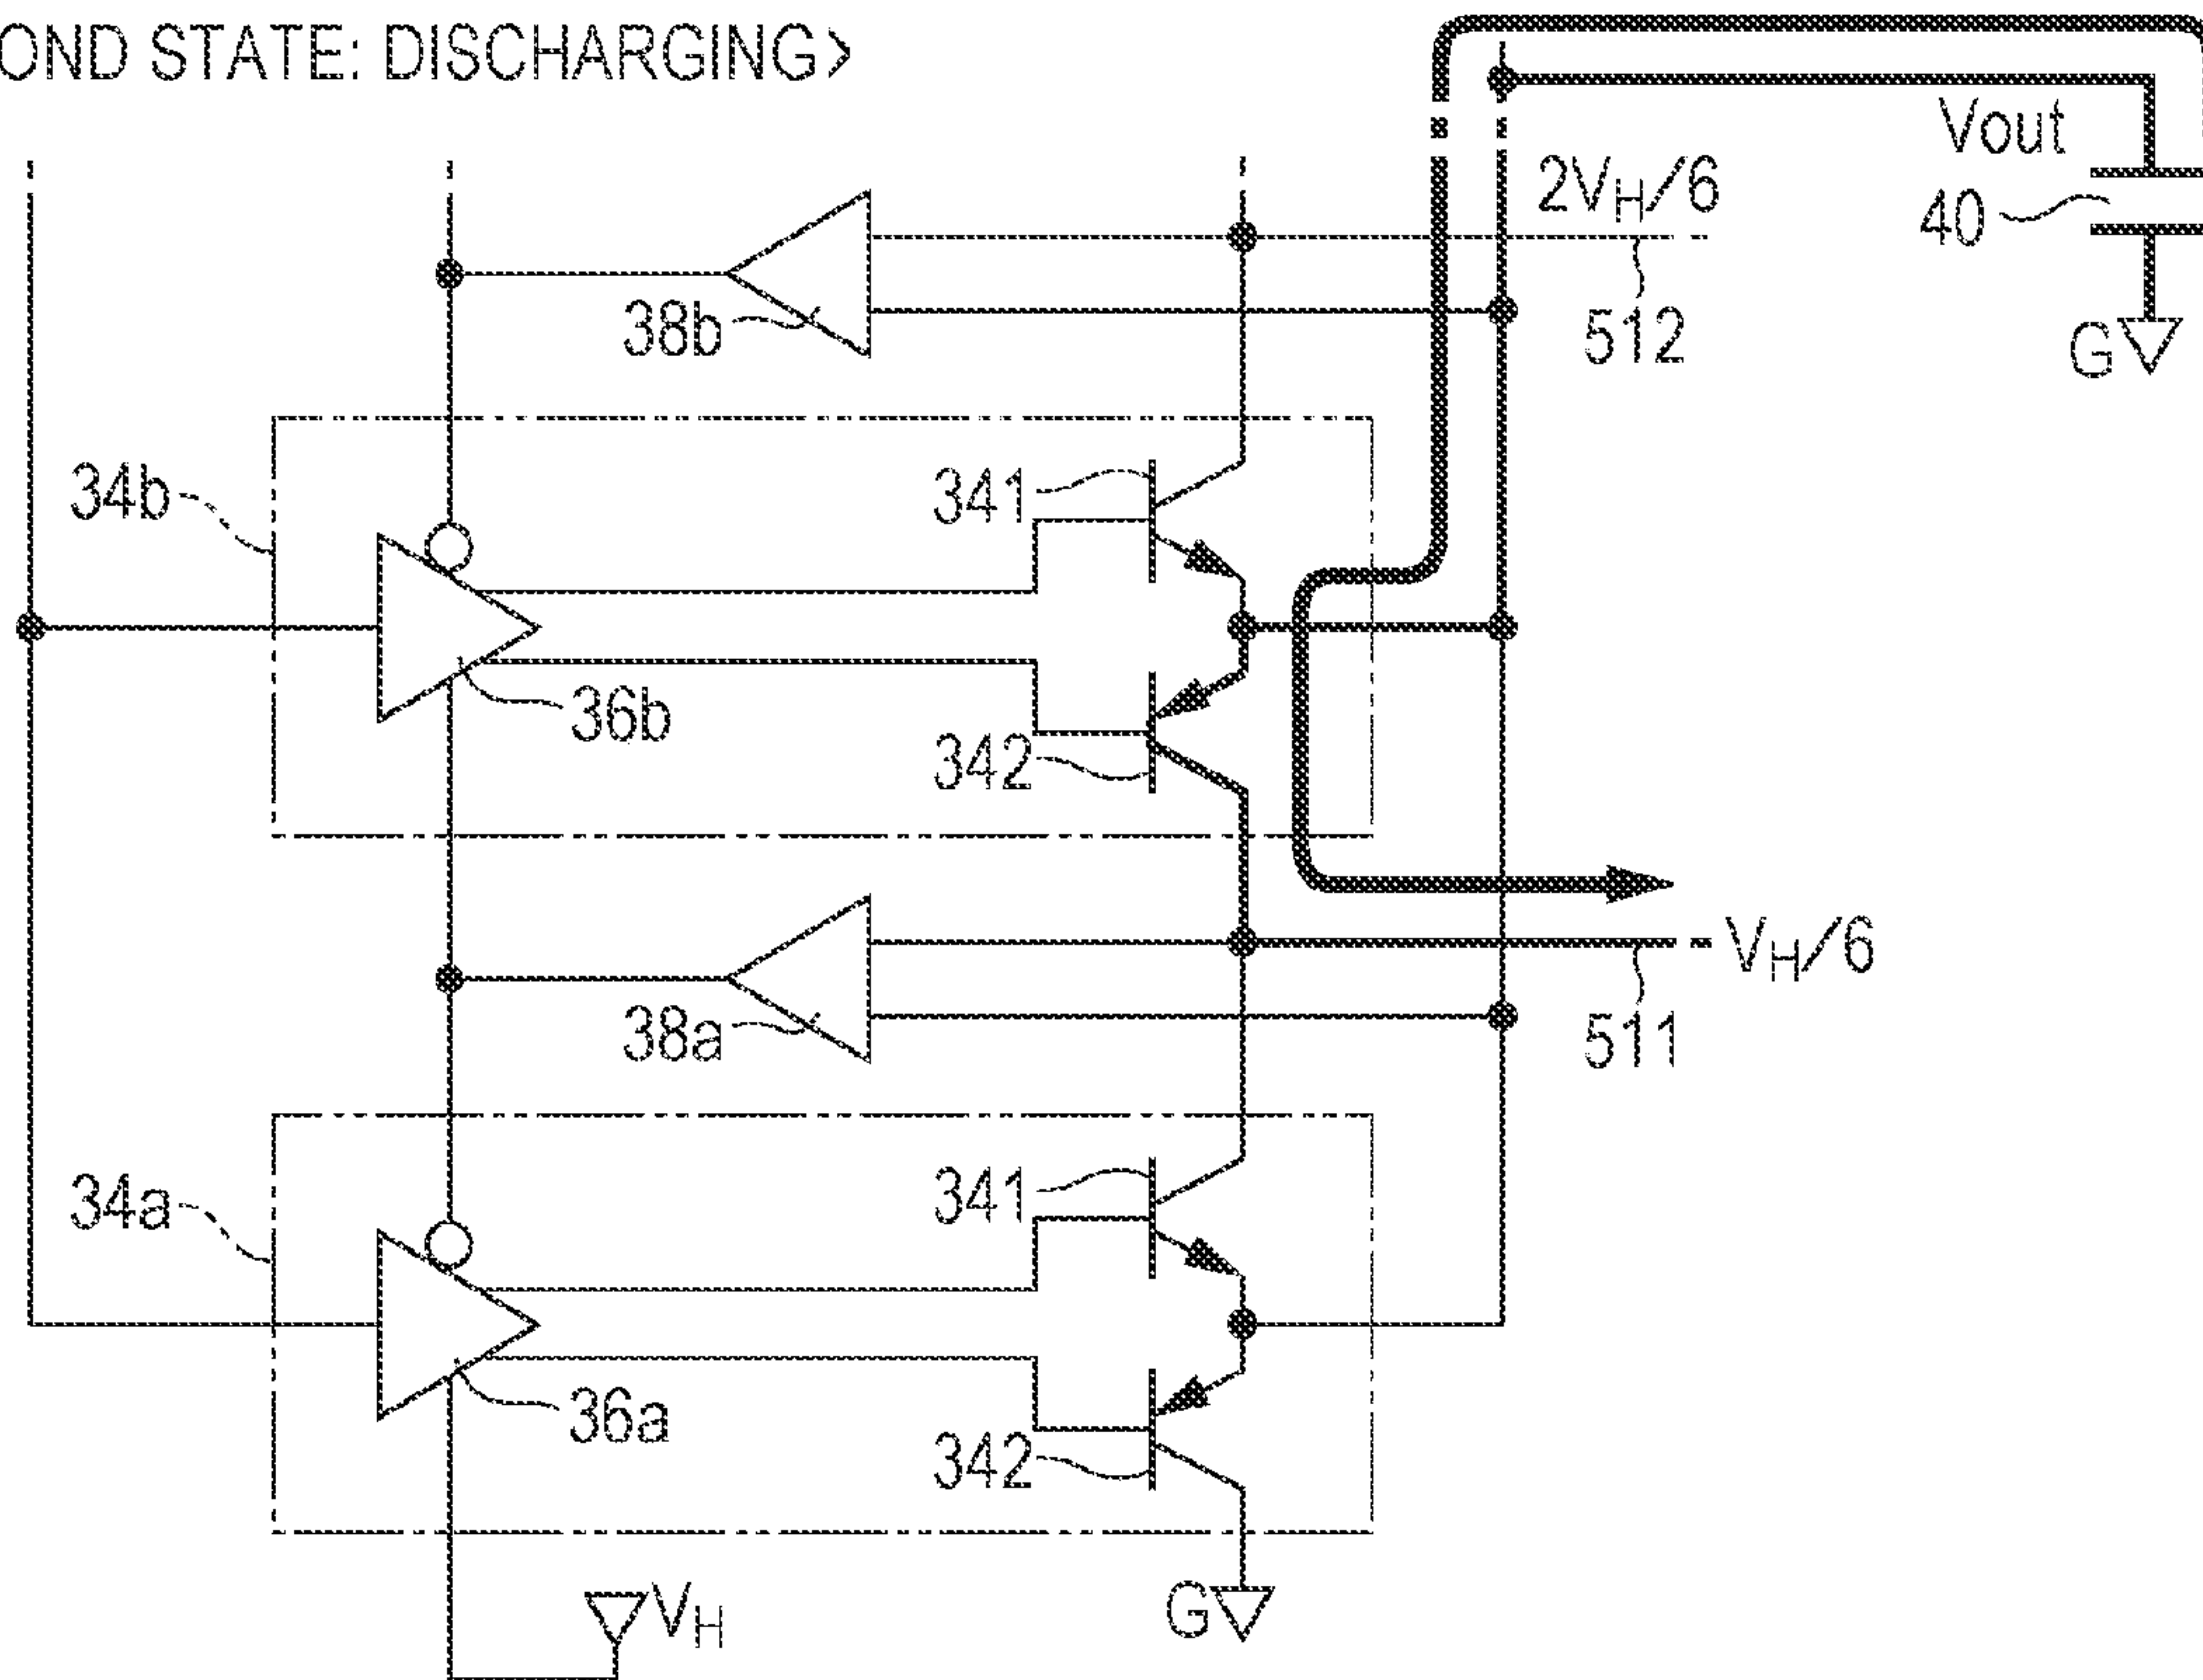 OND STATE: DISCHARGING>
Vout
2VH/6
40
38b
512
G
34b
341
36b
342
VH/6
38a
511
34a
341
36a
342
VH
G